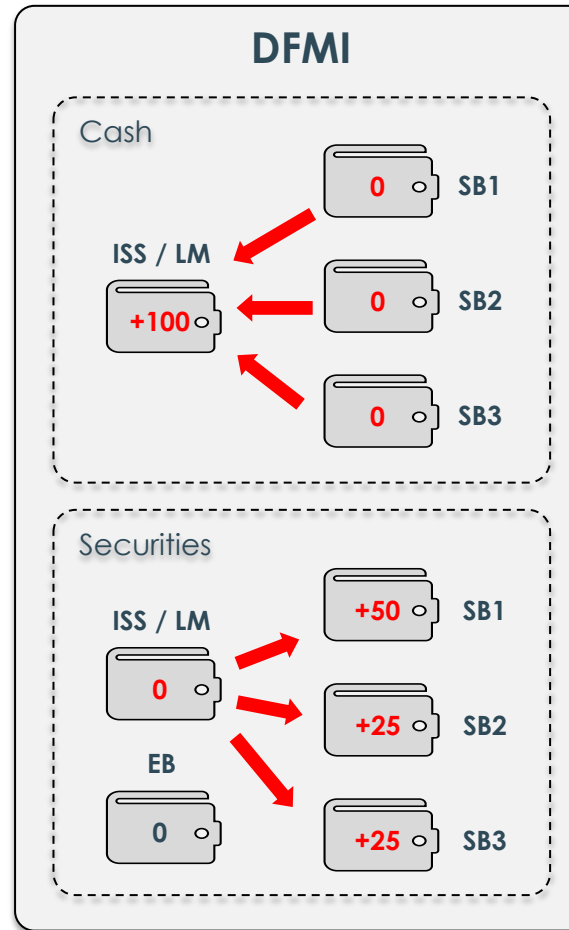 DFMI
Cash
0 SB1
ISS / LM
+100
0 SB2
0 SB3
Securities
+50 SB1
ISS / LM
0
+25 SB2
EB
0
+25 SB3